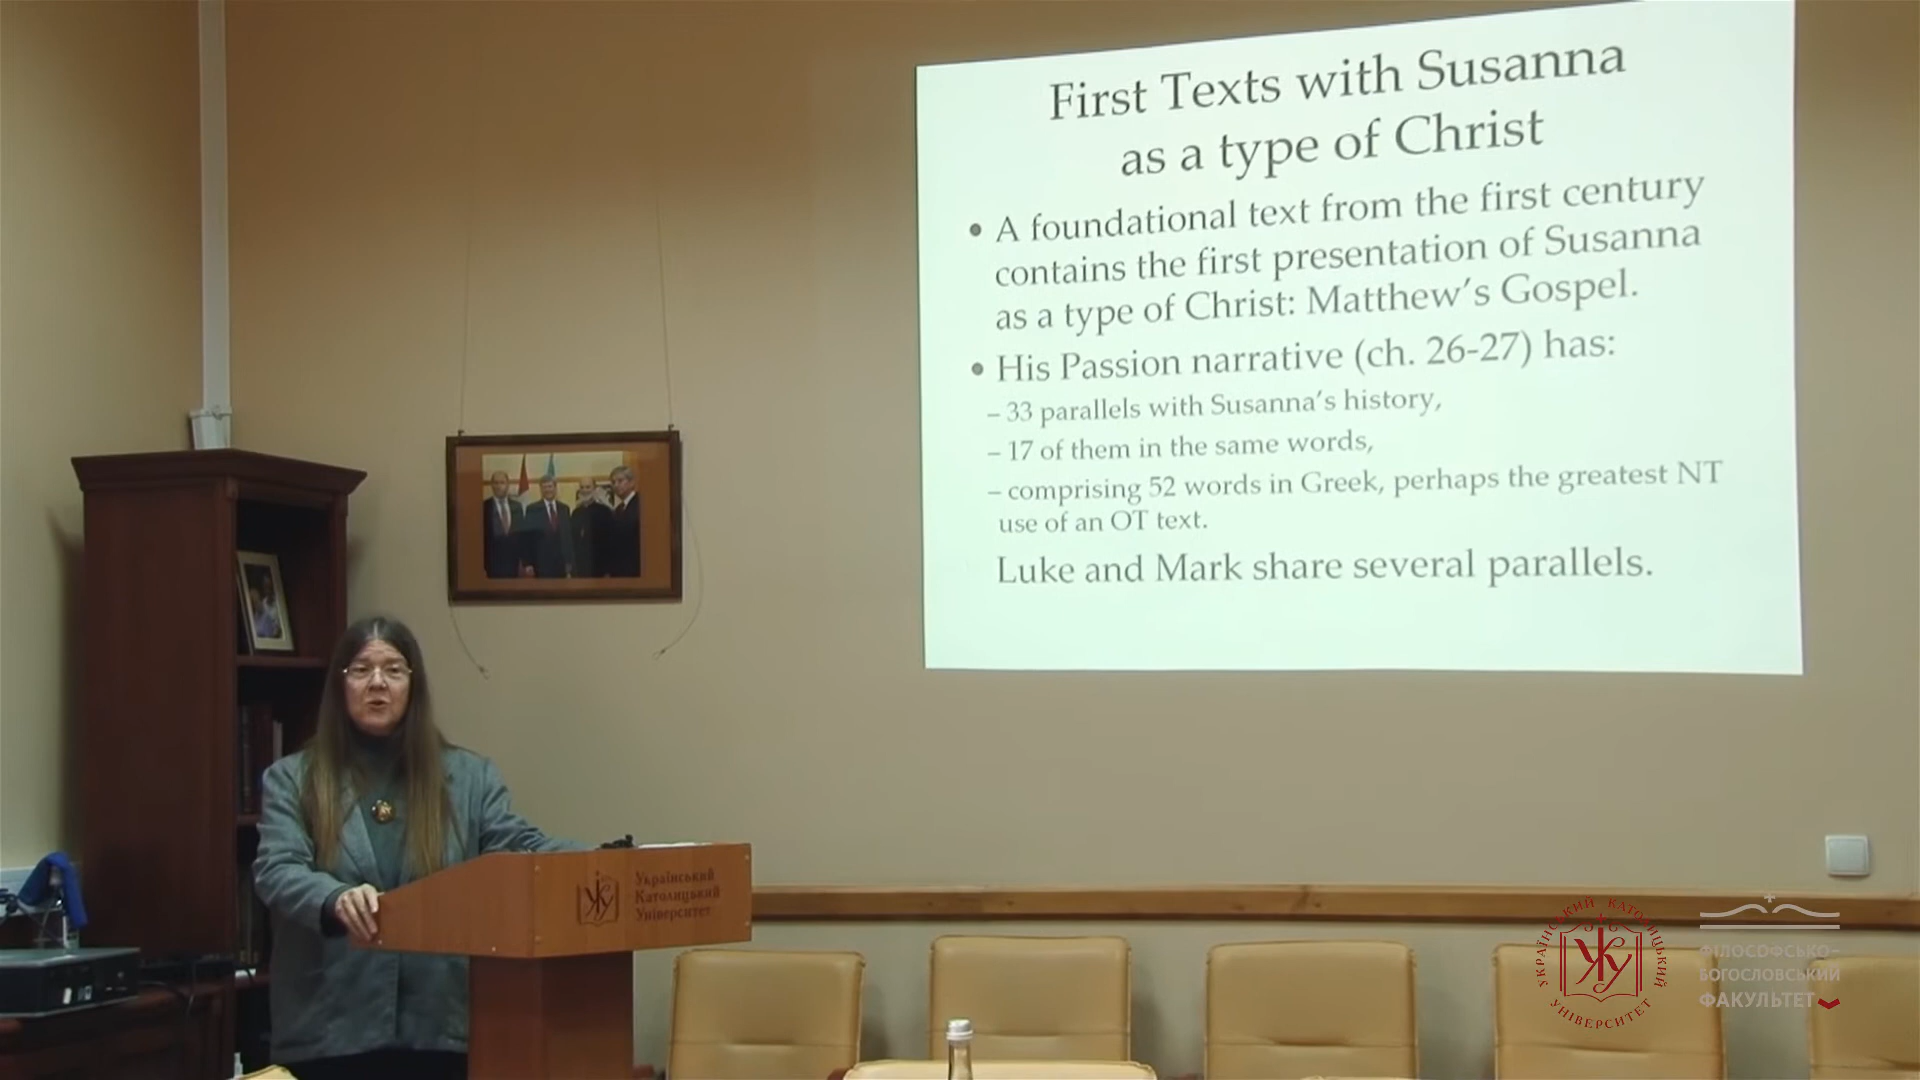 First Texts with Susanna
as a type of Christ
• A foundational text from the first century
contains the first presentation of Susanna
as a type of Christ: Matthew's Gospel.
• His Passion narrative (ch. 26-27) has:
– 33 parallels with Susanna's history,
– 17 of them in the same words,
– comprising 52 words in Greek, perhaps the greatest NT
use of an OT text.
Luke and Mark share several parallels.
Український
Католицький
Університет
УКРАЇНСЬКИЙ КАТОЛИЦЬКИЙ
УНІВЕРСИТЕТ
ФІЛОСОФСЬКО-
БОГОСЛОВСЬКИЙ
ФАКУЛЬТЕТ